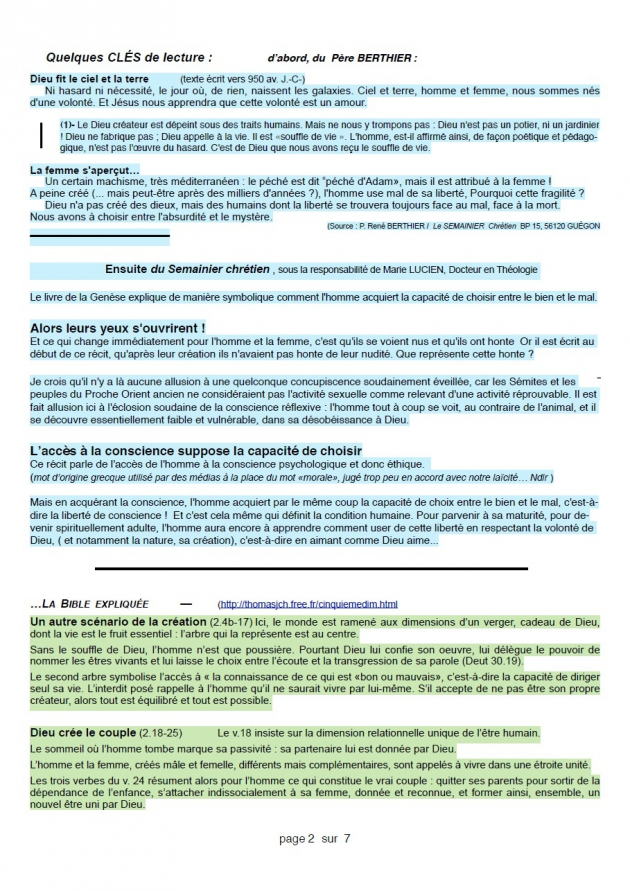 Quelques CLÉS de lecture : d'abord, du Père BERTHIER :
Dieu fit le ciel et la terre (texte écrit vers 950 av. J.-C-)
Ni hasard ni nécessité, le jour où, de rien, naissent les galaxies. Ciel et terre, homme et femme, nous sommes nés
d'une volonté. Et Jésus nous apprendra que cette volonté est un amour.
(1)- Le Dieu créateur est dépeint sous des traits humains. Mais ne nous y trompons pas : Dieu n'est pas un potier, ni un jardinier
! Dieu ne fabrique pas ; Dieu appelle à la vie. Il est «souffle de vie ». L'homme, est-il affirmé ainsi, de façon poétique et pédago-
gique, n'est pas l'œuvre du hasard. C'est de Dieu que nous avons reçu le souffle de vie.
La femme s'aperçut…
Un certain machisme, très méditerranéen : le péché est dit "péché d'Adam», mais il est attribué à la femme !
A peine créé (... mais peut-être après des milliers d'années ?), l'homme use mal de sa liberté, Pourquoi cette fragilité ?
Dieu n'a pas créé des dieux, mais des humains dont la liberté se trouvera toujours face au mal, face à la mort.
Nous avons à choisir entre l'absurdité et le mystère.
(Source : P. René BERTHIER / Le SEMAINIER Chrétien BP 15, 56120 GUÉGON
Ensuite du Semainier chrétien , sous la responsabilité de Marie LUCIEN, Docteur en Théologie
Le livre de la Genèse explique de manière symbolique comment l'homme acquiert la capacité de choisir entre le bien et le mal.
Alors leurs yeux s'ouvrirent !
Et ce qui change immédiatement pour l'homme et la femme, c'est qu'ils se voient nus et qu'ils ont honte Or il est écrit au
début de ce récit, qu'après leur création ils n'avaient pas honte de leur nudité. Que représente cette honte ?
Je crois qu'il n'y a là aucune allusion à une quelconque concupiscence soudainement éveillée, car les Sémites et les
peuples du Proche Orient ancien ne considéraient pas l'activité sexuelle comme relevant d'une activité réprouvable. Il est
fait allusion ici à l'éclosion soudaine de la conscience réflexive : l'homme tout à coup se voit, au contraire de l'animal, et il
se découvre essentiellement faible et vulnérable, dans sa désobéissance à Dieu.
L'accès à la conscience suppose la capacité de choisir
Ce récit parle de l'accès de l'homme à la conscience psychologique et donc éthique.
(mot d'origine grecque utilisé par des médias à la place du mot «morale», jugé trop peu en accord avec notre laïcité… Ndlr )
Mais en acquérant la conscience, l'homme acquiert par le même coup la capacité de choix entre le bien et le mal, c'est-à-
dire la liberté de conscience ! Et c'est cela même qui définit la condition humaine. Pour parvenir à sa maturité, pour de-
venir spirituellement adulte, l'homme aura encore à apprendre comment user de cette liberté en respectant la volonté de
Dieu, ( et notamment la nature, sa création), c'est-à-dire en aimant comme Dieu aime...
…LA BIBLE EXPLIQUÉE — (http://thomasjch.free.fr/cinquiemedim.html
Un autre scénario de la création (2.4b-17) Ici, le monde est ramené aux dimensions d'un verger, cadeau de Dieu,
dont la vie est le fruit essentiel : l'arbre qui la représente est au centre.
Sans le souffle de Dieu, l'homme n'est que poussière. Pourtant Dieu lui confie son oeuvre, lui délègue le pouvoir de
nommer les êtres vivants et lui laisse le choix entre l'écoute et la transgression de sa parole (Deut 30.19).
Le second arbre symbolise l'accès à « la connaissance de ce qui est «bon ou mauvais», c'est-à-dire la capacité de diriger
seul sa vie. L'interdit posé rappelle à l'homme qu'il ne saurait vivre par lui-même. S'il accepte de ne pas être son propre
créateur, alors tout est équilibré et tout est possible.
Dieu crée le couple (2.18-25) Le v.18 insiste sur la dimension relationnelle unique de l'être humain.
Le sommeil où l'homme tombe marque sa passivité : sa partenaire lui est donnée par Dieu.
L'homme et la femme, créés mâle et femelle, différents mais complémentaires, sont appelés à vivre dans une étroite unité.
Les trois verbes du v. 24 résument alors pour l'homme ce qui constitue le vrai couple : quitter ses parents pour sortir de la
dépendance de l'enfance, s'attacher indissocialement à sa femme, donnée et reconnue, et former ainsi, ensemble, un
nouvel être uni par Dieu.
page 2 sur 7